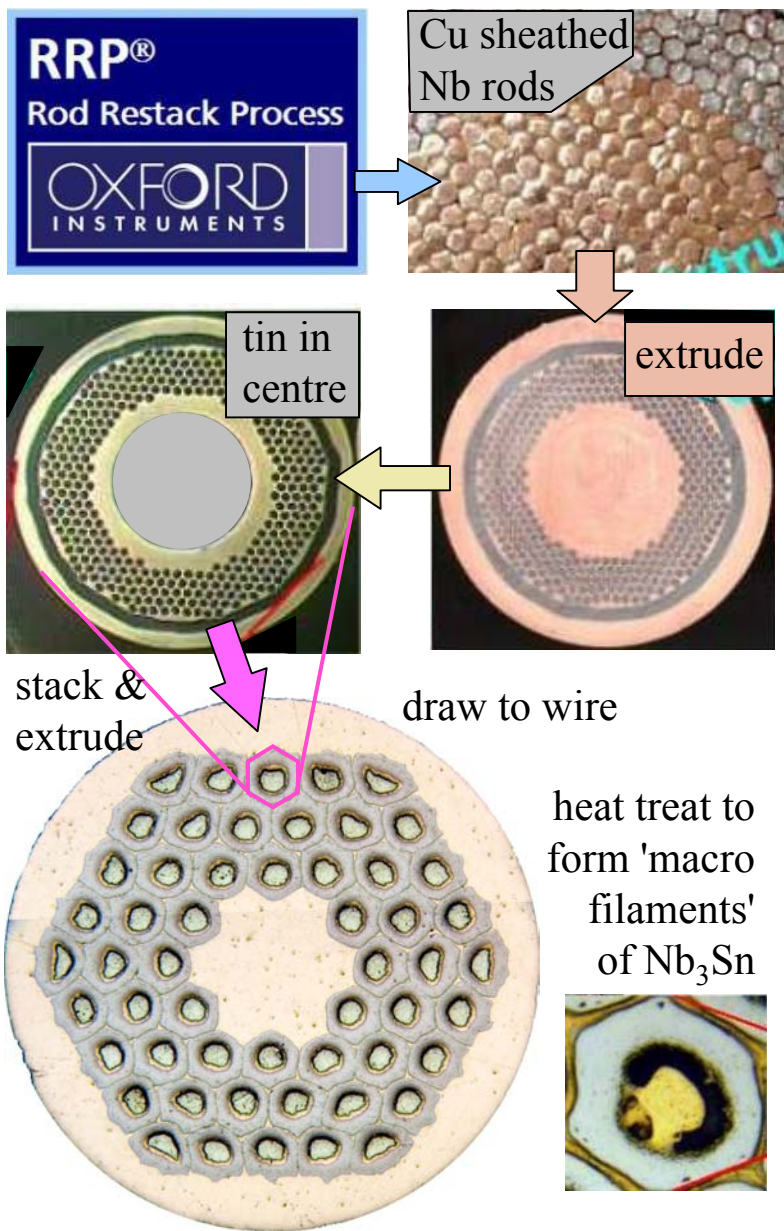 RRP®
Rod Restack Process
OXFORD
INSTRUMENTS
Cu sheathed
Nb rods
extrude
tin in
centre
stack &
extrude
draw to wire
heat treat to
form 'macro
filaments'
of Nb₃Sn